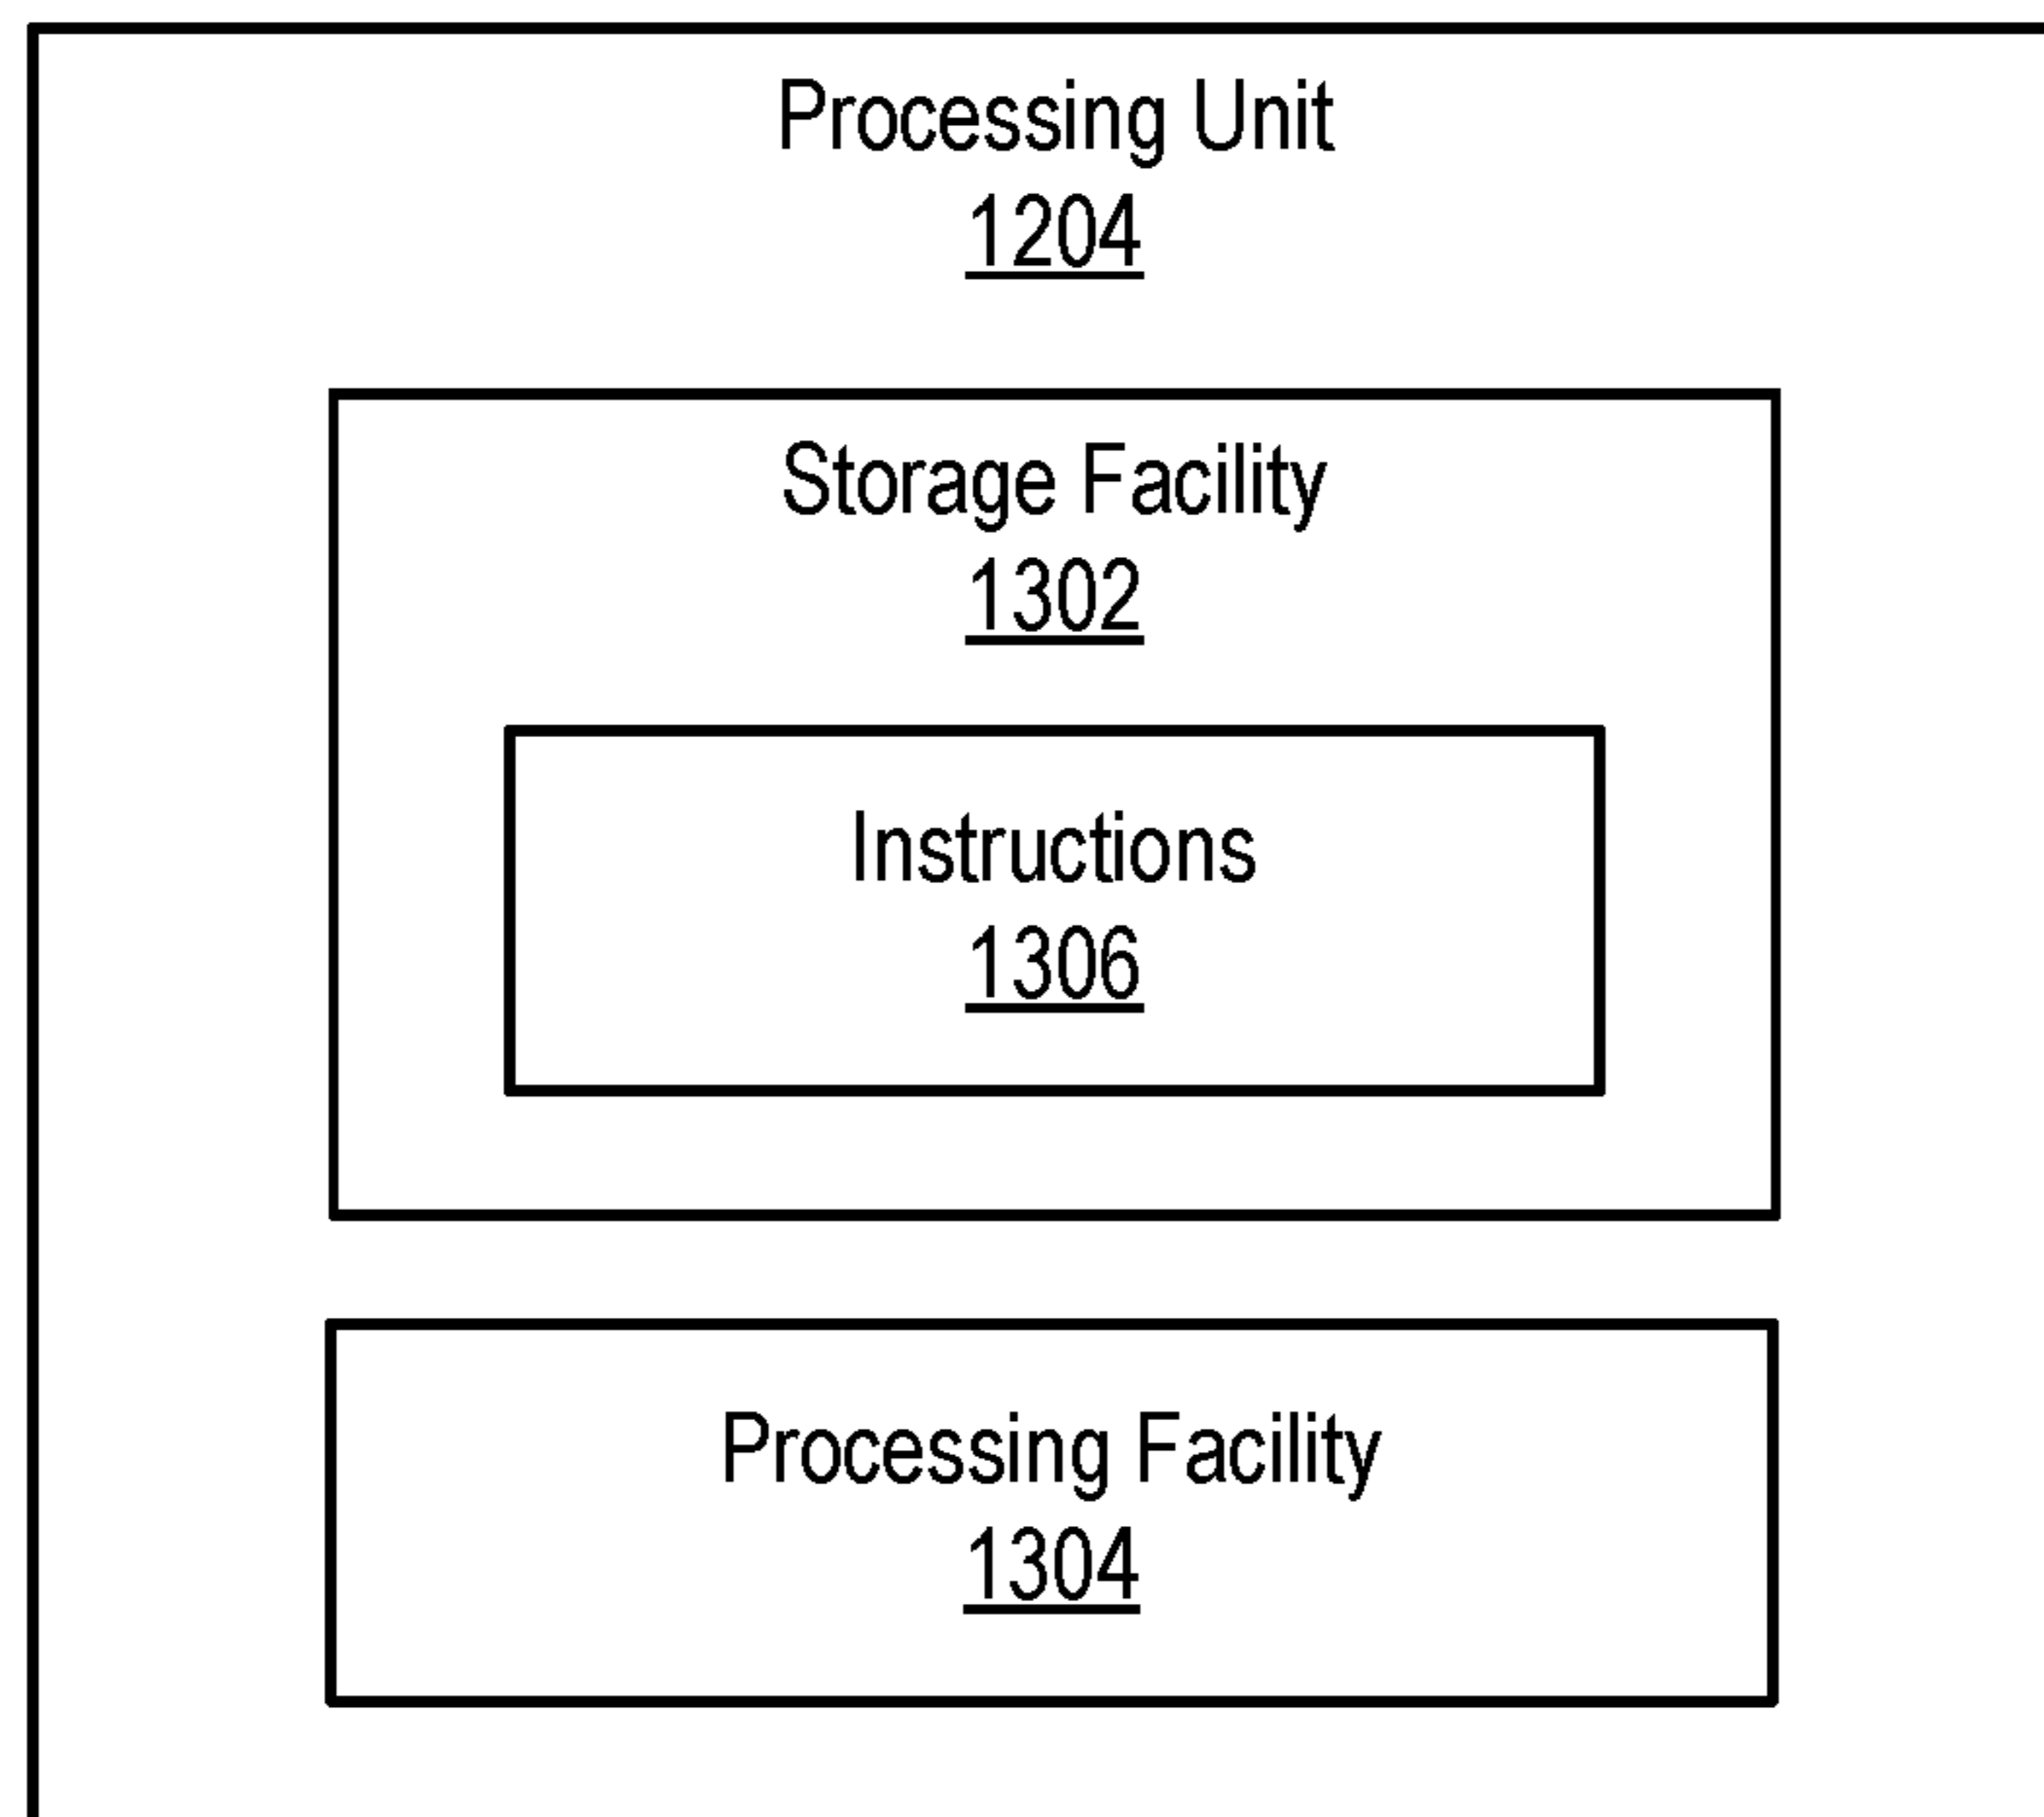 Processing Unit
1204
Storage Facility
1302
Instructions
1306
Processing Facility
1304